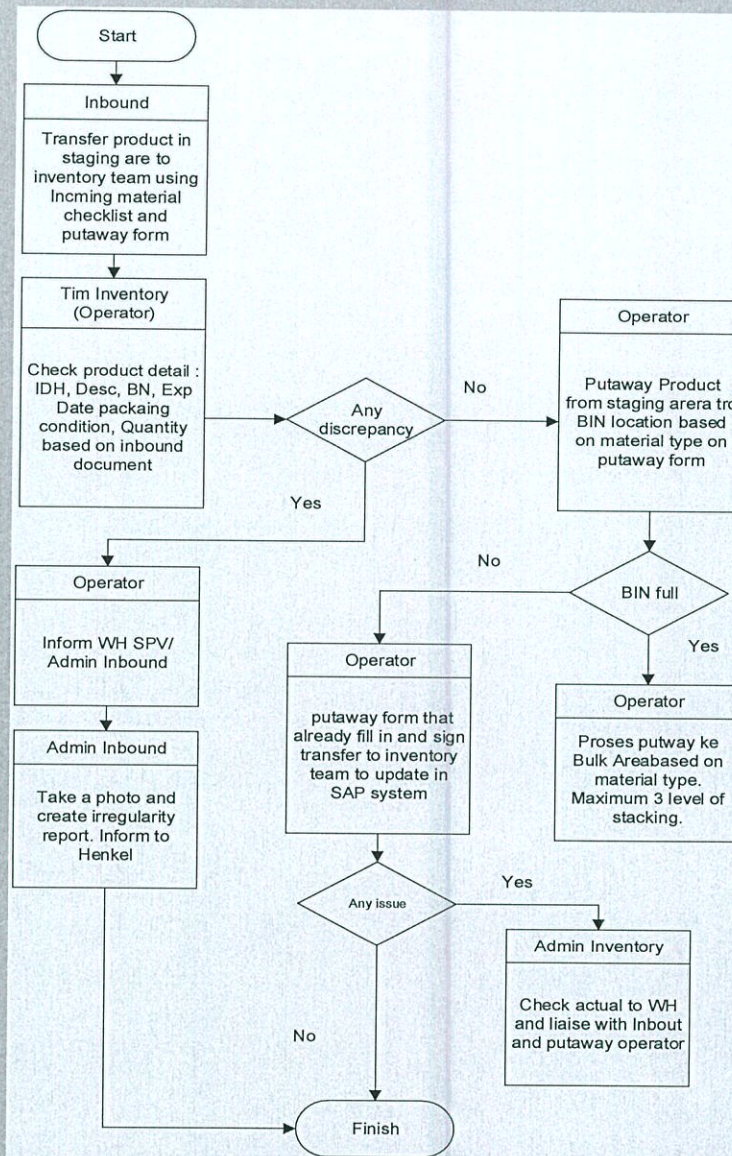 Start
Inbound
Transfer product in
staging are to
inventory team using
Incming material
checklist and
putaway form
Tim Inventory
(Operator)
Check product detail :
IDH, Desc, BN, Exp
Date packaing
condition, Quantity
based on inbound
document
Any
discrepancy
No
Yes
Operator
Putaway Product
from staging arera tro
BIN location based
on material type on
putaway form
BIN full
No
Yes
Operator
Inform WH SPV/
Admin Inbound
Operator
putaway form that
already fill in and sign
transfer to inventory
team to update in
SAP system
Operator
Proses putway ke
Bulk Areabased on
material type.
Maximum 3 level of
stacking.
Admin Inbound
Take a photo and
create irregularity
report. Inform to
Henkel
Any issue
Yes
No
Admin Inventory
Check actual to WH
and liaise with Inbout
and putaway operator
Finish